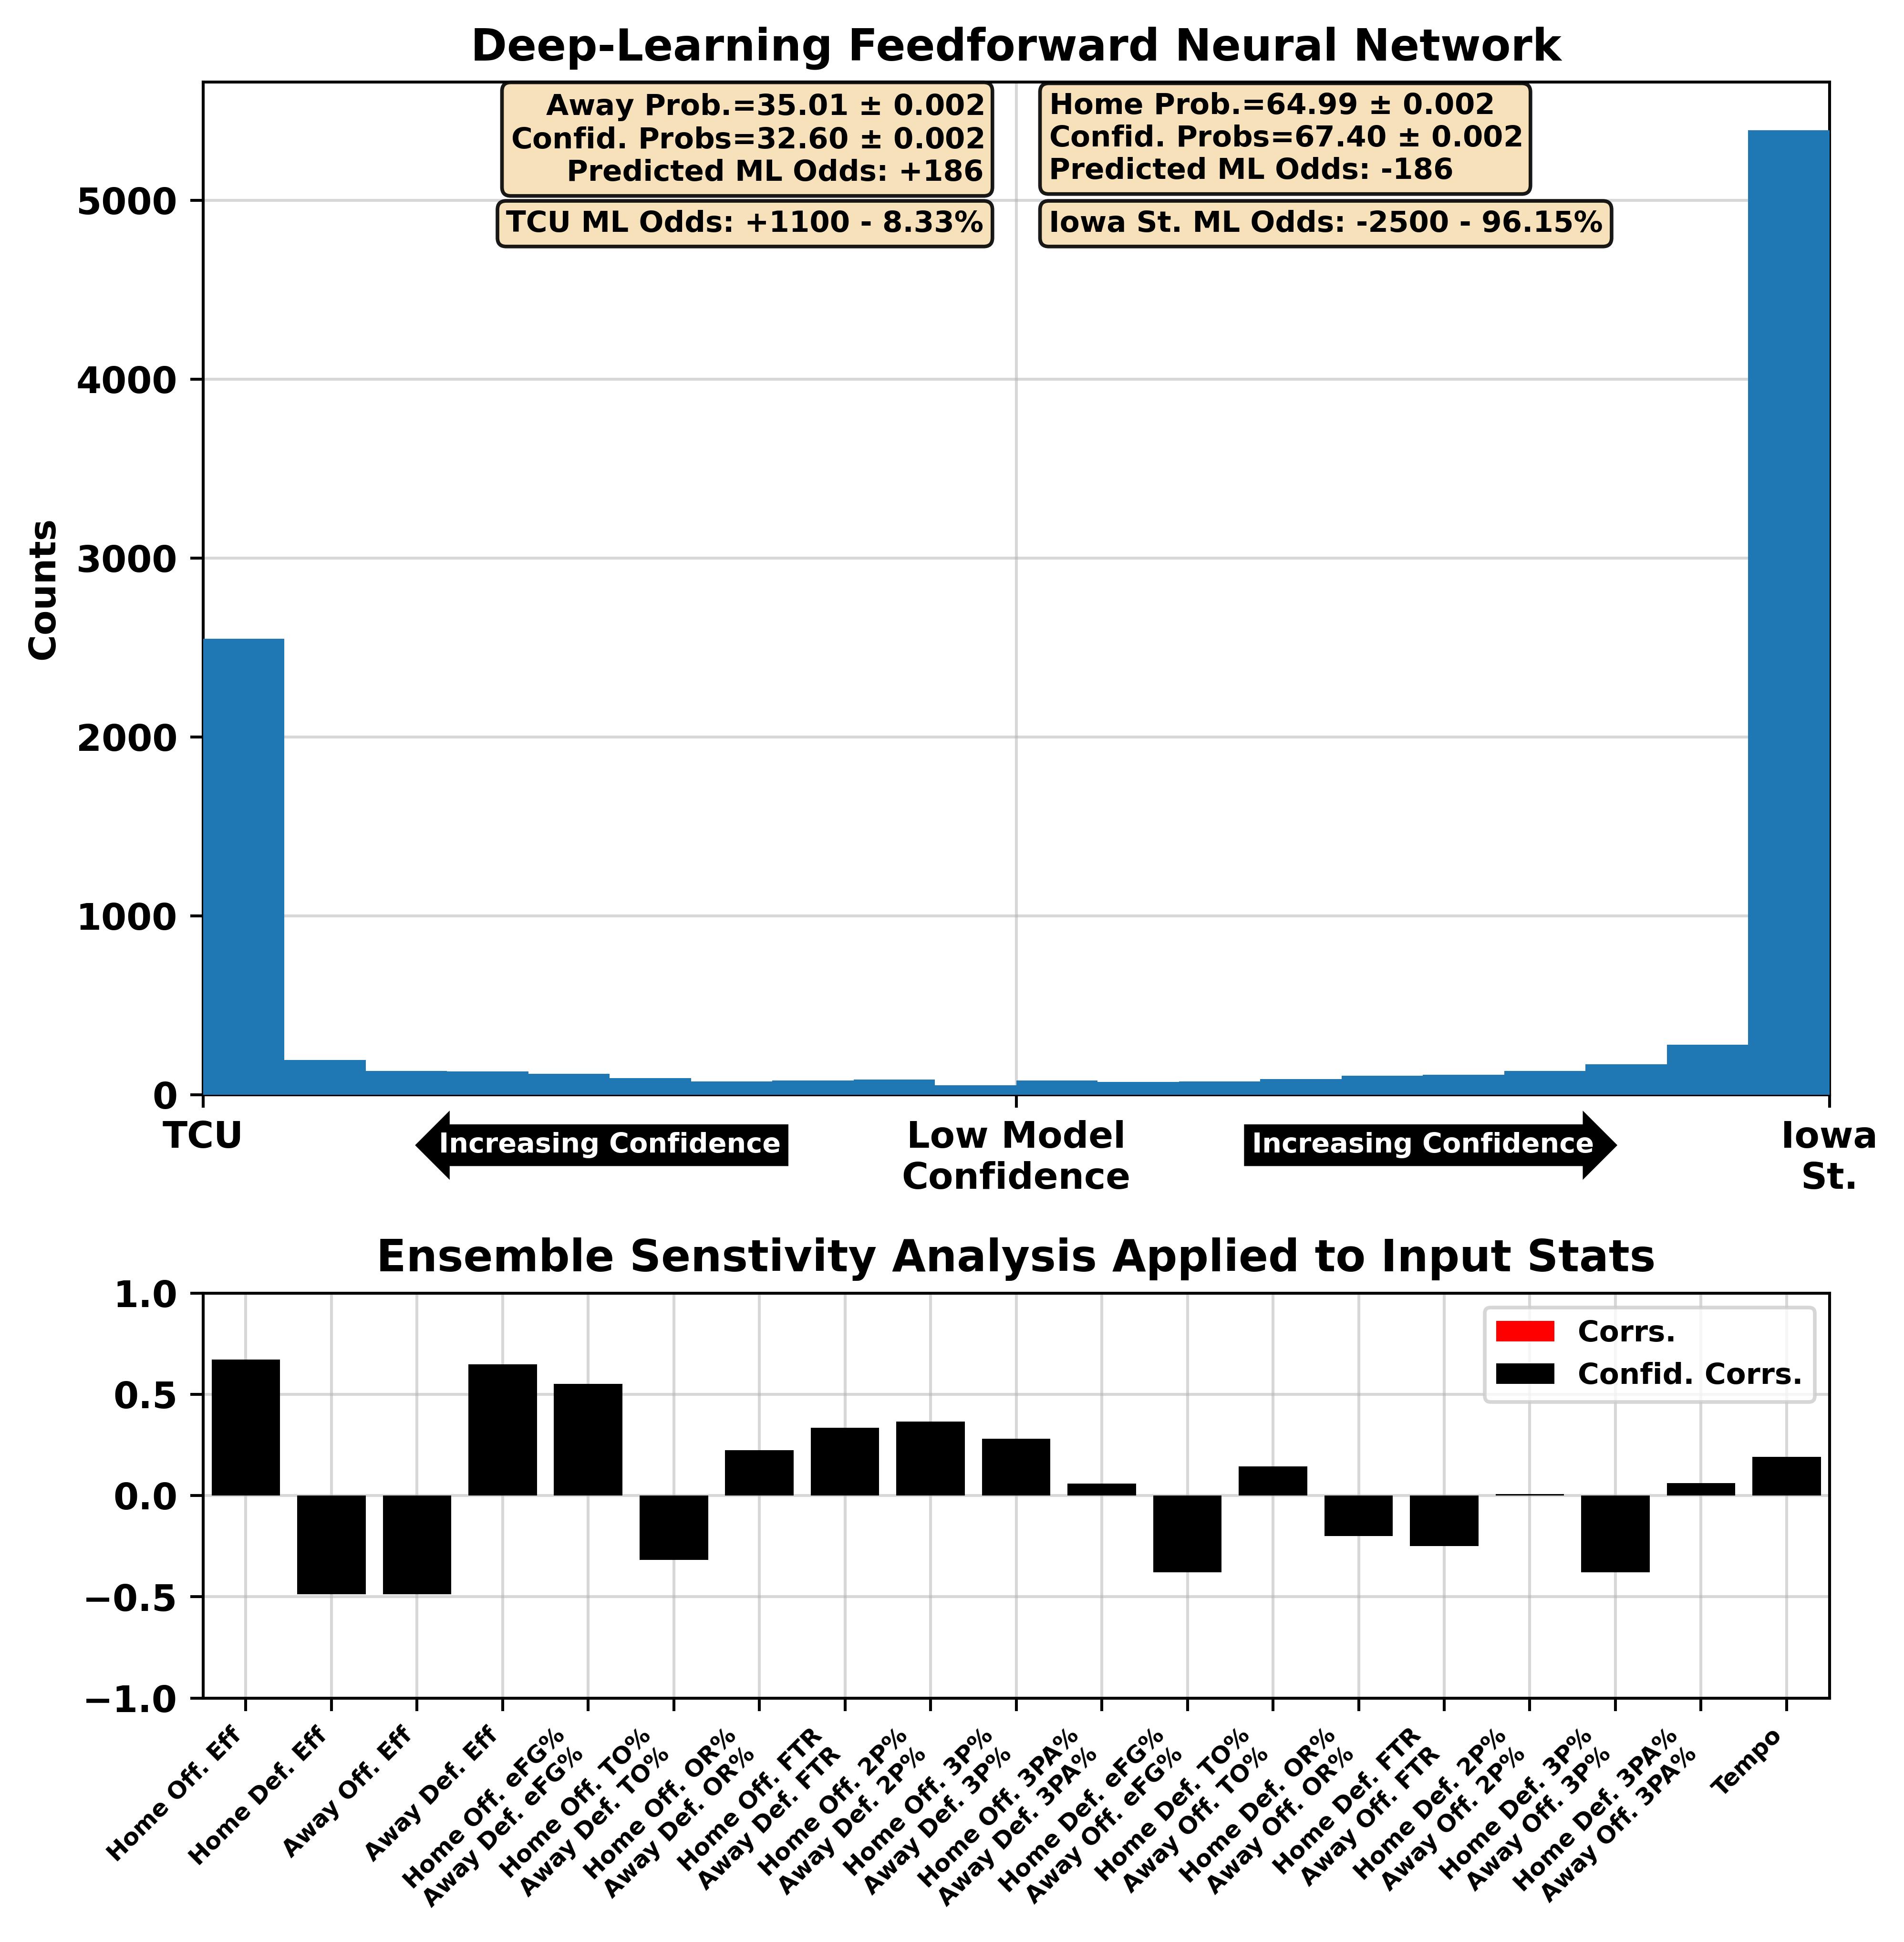 Deep-Learning Feedforward Neural Network
Away Prob.=35.01 ± 0.002
Confid. Probs=32.60 ± 0.002
Predicted ML Odds: +186
TCU ML Odds: +1100 - 8.33%
Home Prob.=64.99 ± 0.002
Confid. Probs=67.40 ± 0.002
Predicted ML Odds: -186
Iowa St. ML Odds: -2500 - 96.15%
Counts
5000
4000
3000
2000
1000
0
TCU
Increasing Confidence
Low Model
Confidence
Increasing Confidence
Iowa
St.
Ensemble Senstivity Analysis Applied to Input Stats
Corrs.
Confid. Corrs.
1.0
0.5
0.0
−0.5
−1.0
Home Off. Eff
Home Def. Eff
Away Off. Eff
Away Def. Eff
Home Off. eFG%
Away Def. eFG%
Home Off. TO%
Away Def. TO%
Home Off. OR%
Away Def. OR%
Home Off. FTR
Away Def. FTR
Home Off. 2P%
Away Def. 2P%
Home Off. 3P%
Away Def. 3P%
Home Off. 3PA%
Away Def. 3PA%
Home Def. eFG%
Away Off. eFG%
Home Def. TO%
Away Off. TO%
Home Def. OR%
Away Off. OR%
Home Def. FTR
Away Off. FTR
Home Def. 2P%
Away Off. 2P%
Home Def. 3P%
Away Off. 3P%
Home Def. 3PA%
Away Off. 3PA%
Tempo